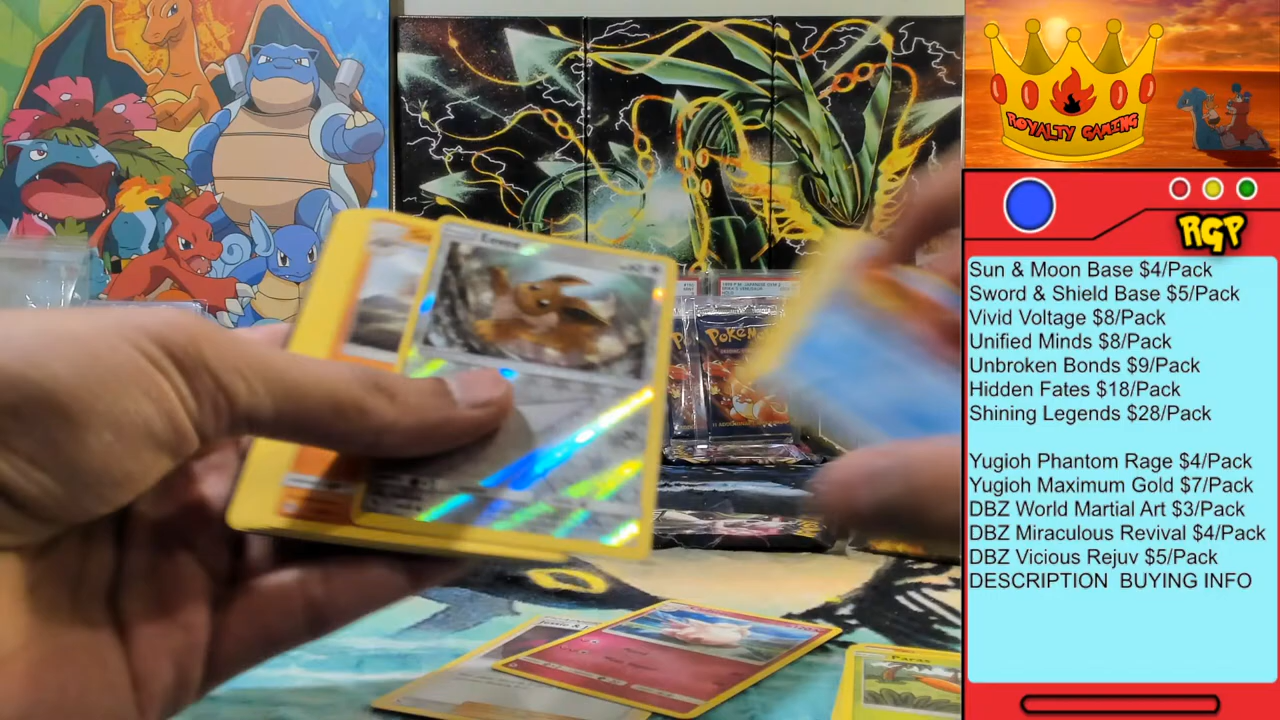 ROYALTY GAMING
RGP
Sun & Moon Base $4/Pack
Sword & Shield Base $5/Pack
Vivid Voltage $8/Pack
Unified Minds $8/Pack
Unbroken Bonds $9/Pack
Hidden Fates $18/Pack
Shining Legends $28/Pack
Yugioh Phantom Rage $4/Pack
Yugioh Maximum Gold $7/Pack
DBZ World Martial Art $3/Pack
DBZ Miraculous Revival $4/Pack
DBZ Vicious Rejuv $5/Pack
DESCRIPTION BUYING INFO
Eevee
POKéMON
PARAS